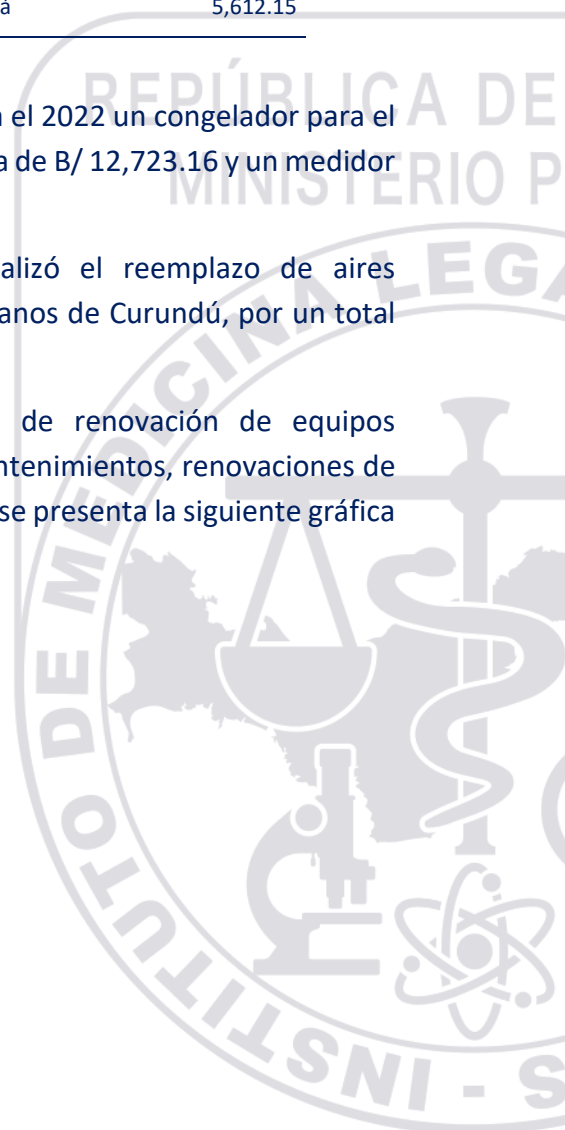 á 5,612.15
REPÚBLICA DE
n el 2022 un congelador para el
a de B/ 12,723.16 y un medidor
MINISTERIO P
alizó el reemplazo de aires
anos de Curundú, por un total
de renovación de equipos
ntenimientos, renovaciones de
se presenta la siguiente gráfica
INSTITUTO DE MEDICINA LEGA
S